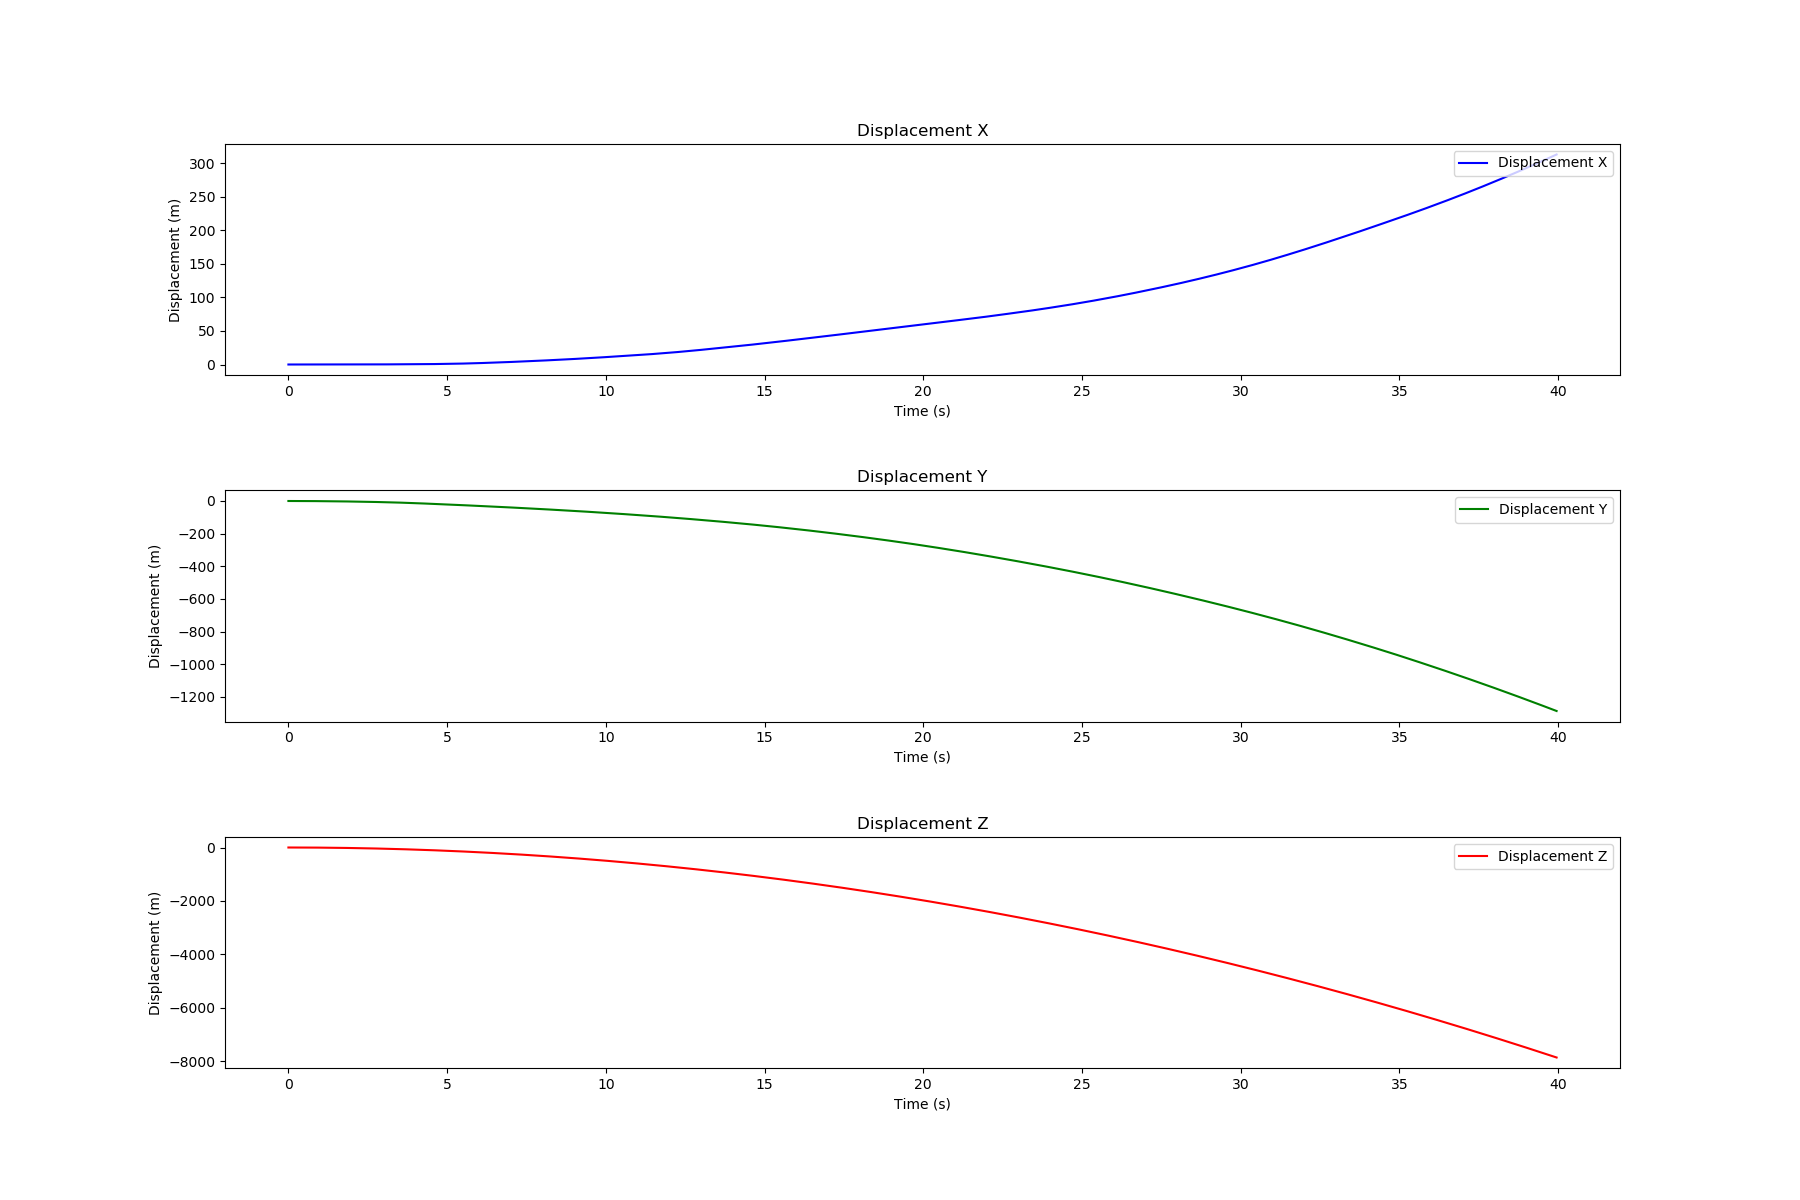 Displacement X
Displacement (m)
300
250
200
150
100
50
0
Displacement X
0 5 10 15 20 25 30 35 40
Time (s)
Displacement Y
Displacement (m)
0
−200
−400
−600
−800
−1000
−1200
Displacement Y
0 5 10 15 20 25 30 35 40
Time (s)
Displacement Z
Displacement (m)
0
−2000
−4000
−6000
−8000
Displacement Z
0 5 10 15 20 25 30 35 40
Time (s)